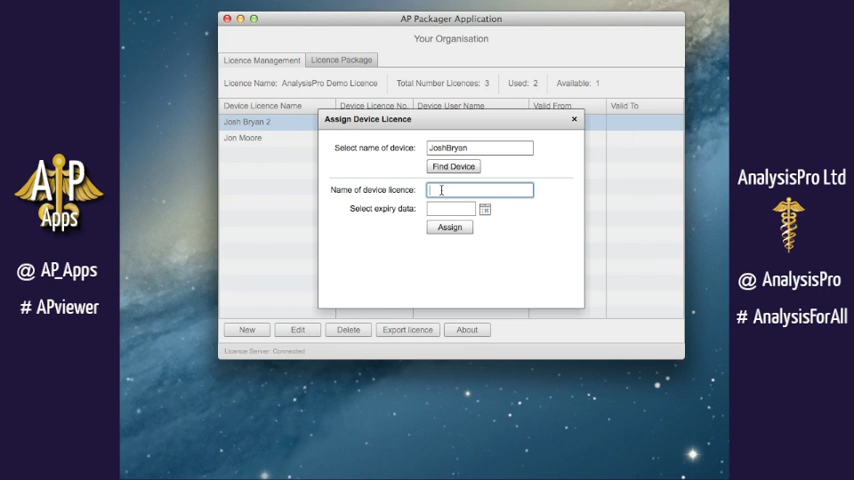 AP Packager Application
Your Organisation
Licence Management
Licence Package
Licence Name: AnalysisPro Demo Licence
Total Number Licences: 3
Used: 2
Available: 1
Device Licence Name
Device Licence No.
Device User Name
Valid From
Valid To
Josh Bryan 2
Jon Moore
Assign Device Licence
Select name of device: JoshBryan
Find Device
Name of device licence:
Select expiry data:
Assign
New
Edit
Delete
Export licence
About
Licence Server: Connected
AP
Apps
@ AP_Apps
# APviewer
AnalysisPro Ltd
@ AnalysisPro
# AnalysisForAll